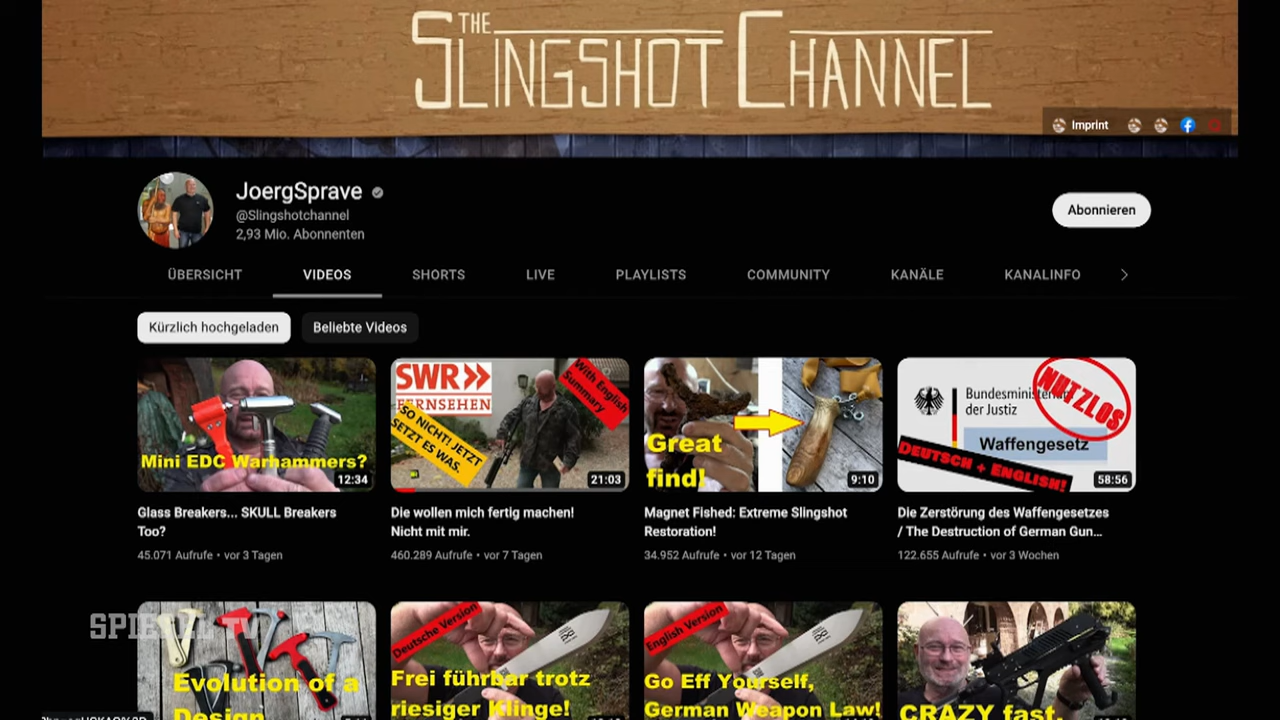 THE
SLINGSHOT CHANNEL
Imprint
JoergSprave
@Slingshotchannel
2,93 Mio. Abonnenten
Abonnieren
ÜBERSICHT
VIDEOS
SHORTS
LIVE
PLAYLISTS
COMMUNITY
KANÄLE
KANALINFO
Kürzlich hochgeladen
Beliebte Videos
Mini EDC Warhammers?
12:34
SWR
FERNSEHEN
With English
Summary
SO NICHT! JETZT
SETZT ES WAS.
21:03
Great
find!
9:10
Bundesministerium
der Justiz
NUTZLOS
Waffengesetz
DEUTSCH + ENGLISH!
58:56
Glass Breakers... SKULL Breakers
Too?
45.071 Aufrufe • vor 3 Tagen
Die wollen mich fertig machen!
Nicht mit mir.
460.289 Aufrufe • vor 7 Tagen
Magnet Fished: Extreme Slingshot
Restoration!
34.952 Aufrufe • vor 12 Tagen
Die Zerstörung des Waffengesetzes
/ The Destruction of German Gun...
122.655 Aufrufe • vor 3 Wochen
SPIEGEL TV
Evolution of a
Design
Deutsche Version
Frei führbar trotz
riesiger Klinge!
English Version
Go Eff Yourself,
German Weapon Law!
CRAZY fast,